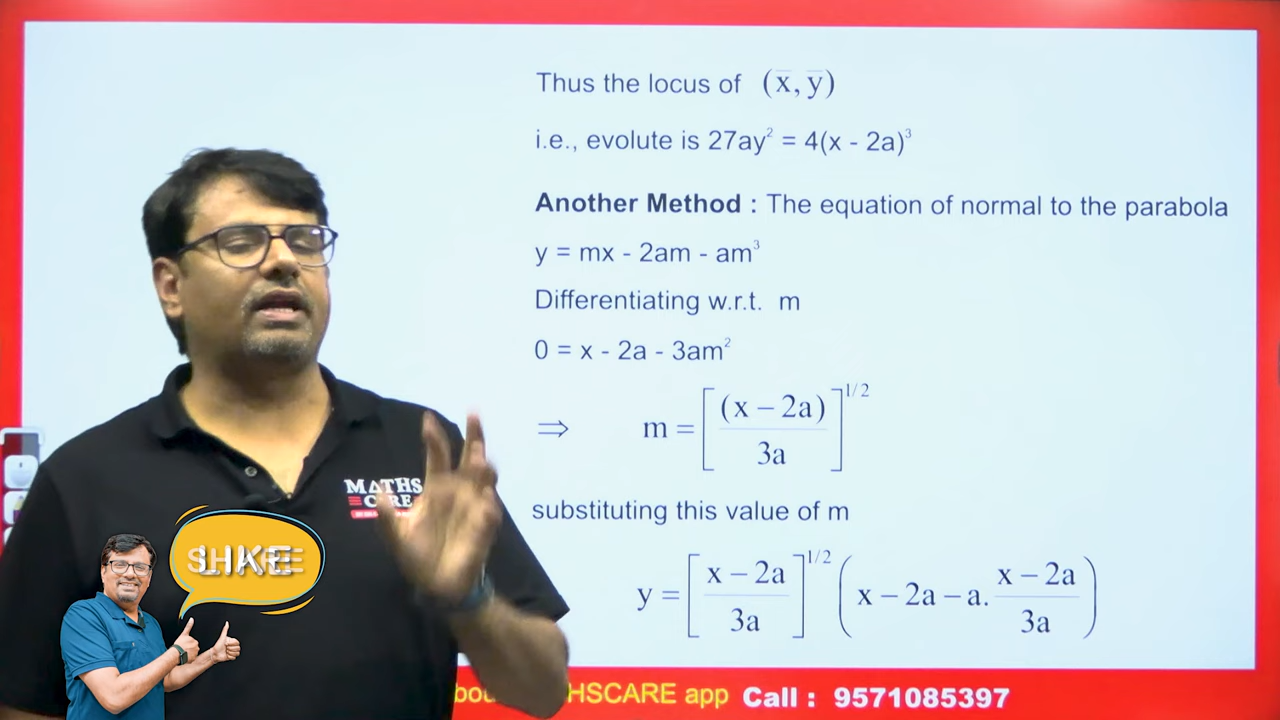 Thus the locus of (x̄, ȳ)
i.e., evolute is 27ay² = 4(x - 2a)³
Another Method : The equation of normal to the parabola
y = mx - 2am - am³
Differentiating w.r.t. m
0 = x - 2a - 3am²
⇒ m = [(x – 2a)/3a]^1/2
substituting this value of m
y = [x – 2a/3a]^1/2 (x – 2a – a. x – 2a/3a)
MATHS
CARE
LIKE
app Call : 9571085397